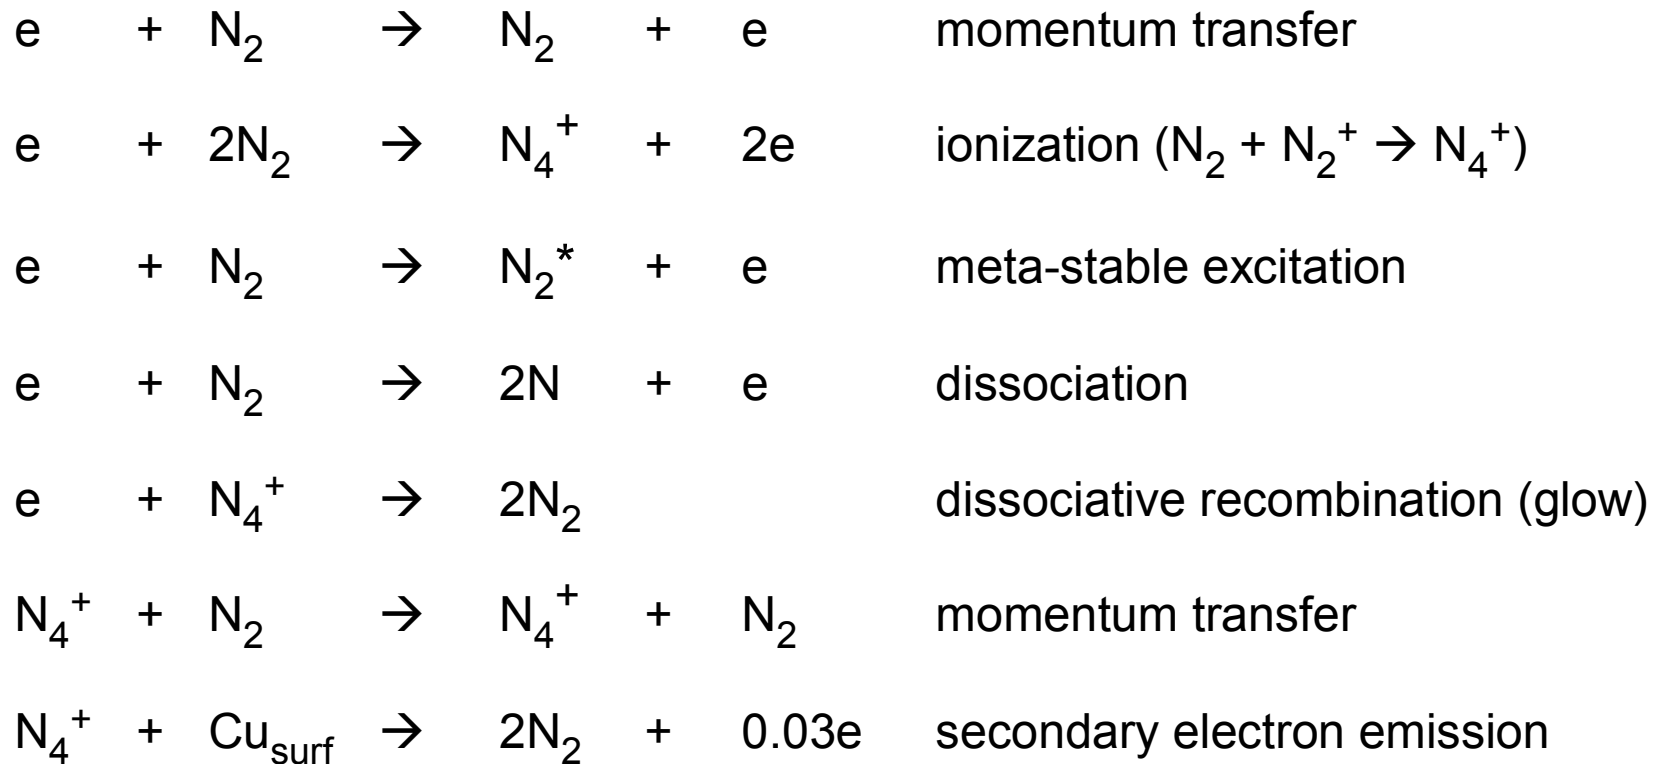 e + N₂ → N₂ + e momentum transfer
e + 2N₂ → N₄⁺ + 2e ionization (N₂ + N₂⁺ → N₄⁺)
e + N₂ → N₂* + e meta-stable excitation
e + N₂ → 2N + e dissociation
e + N₄⁺ → 2N₂ dissociative recombination (glow)
N₄⁺ + N₂ → N₄⁺ + N₂ momentum transfer
N₄⁺ + Cu_surf → 2N₂ + 0.03e secondary electron emission